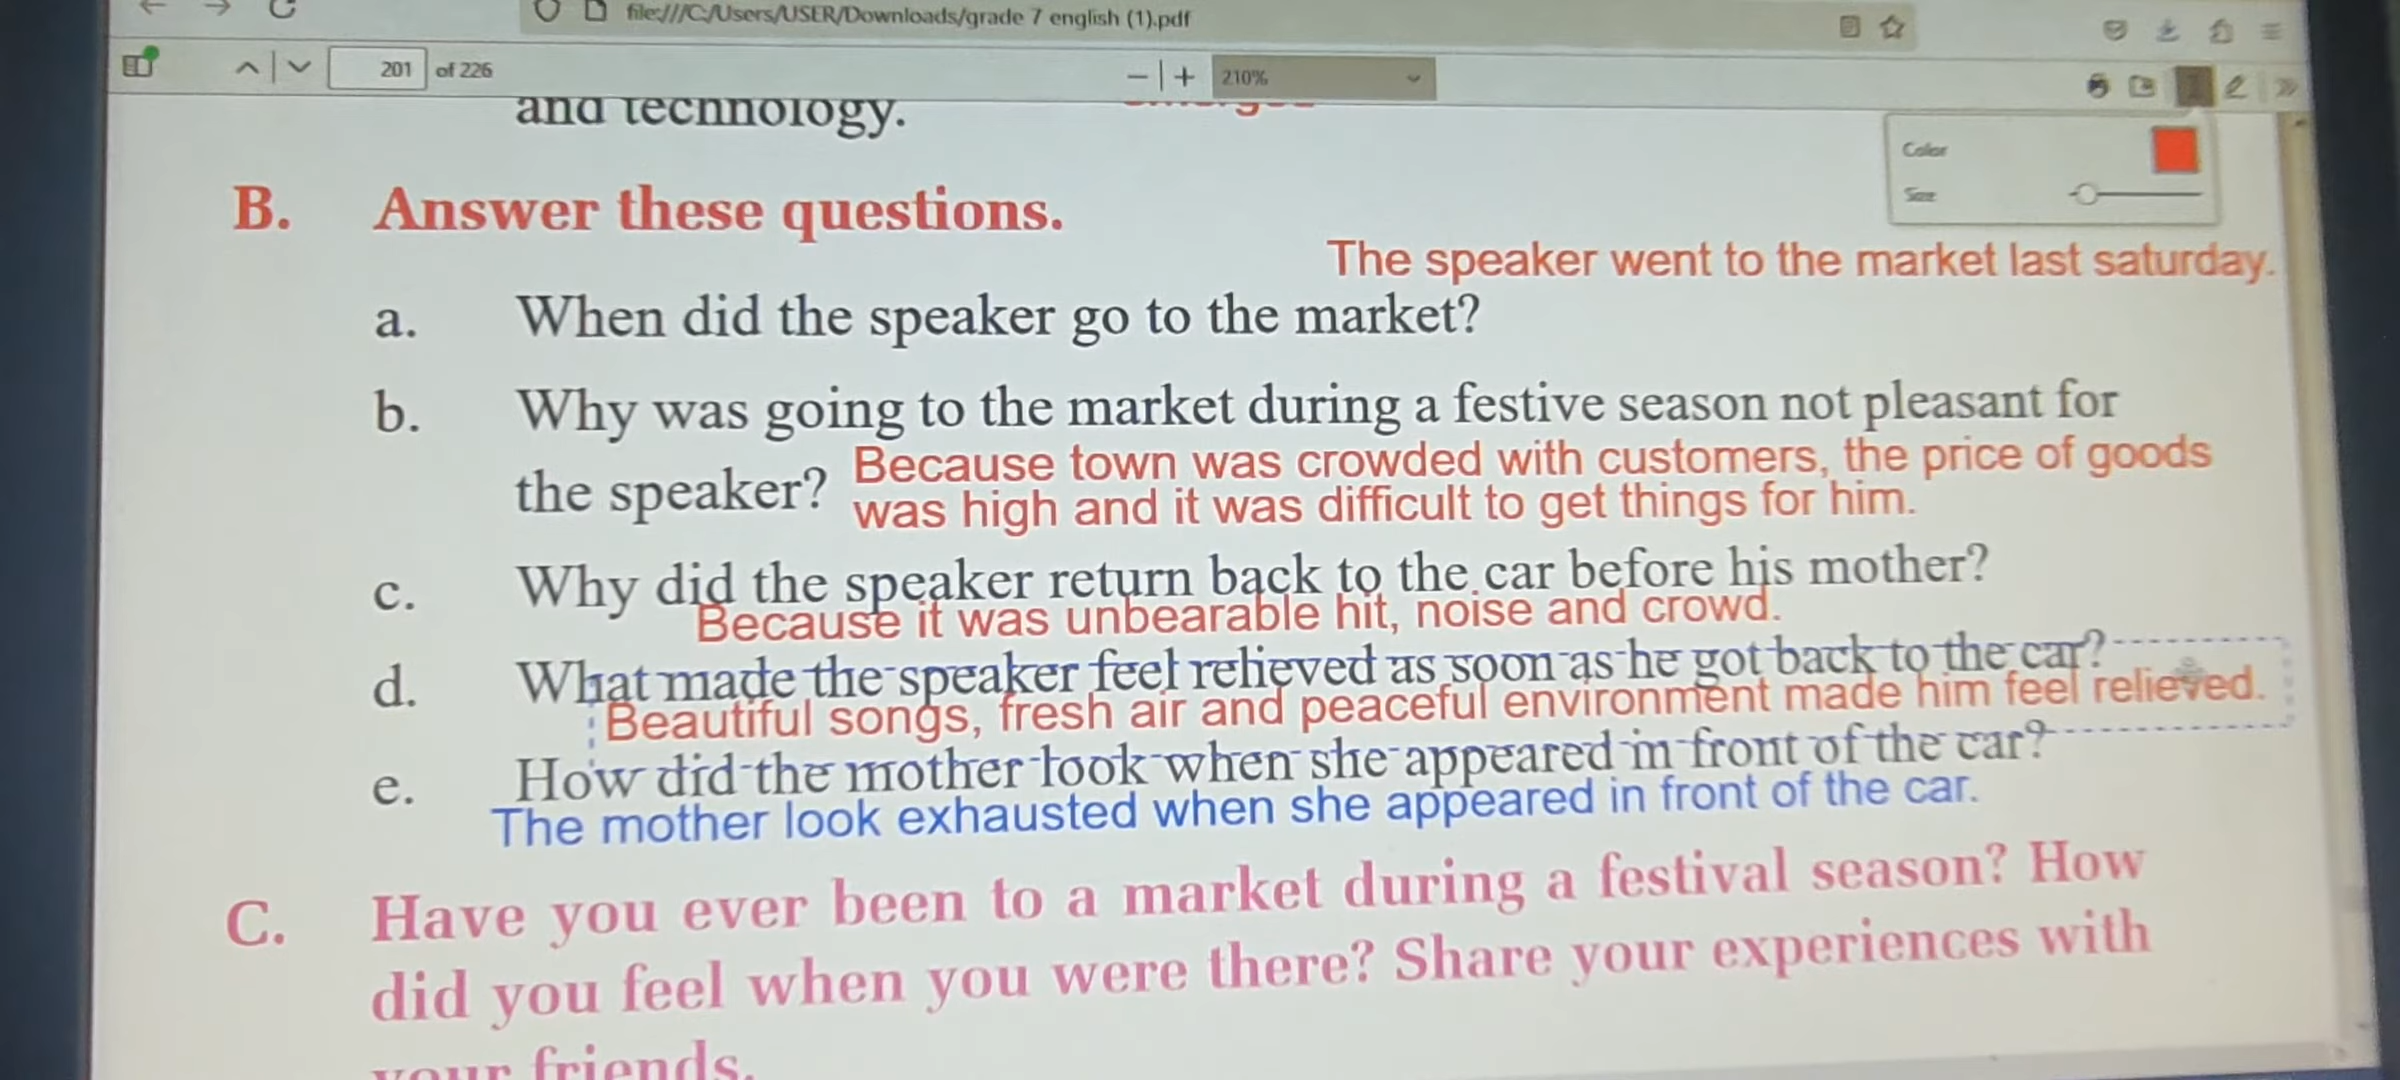 file:///C:/Users/USER/Downloads/grade 7 english (1).pdf
201 of 226
210%
and technology.
Color
Size
B. Answer these questions.
The speaker went to the market last saturday.
a. When did the speaker go to the market?
b. Why was going to the market during a festive season not pleasant for
the speaker?
Because town was crowded with customers, the price of goods
was high and it was difficult to get things for him.
c. Why did the speaker return back to the car before his mother?
Because it was unbearable hit, noise and crowd.
d. What made the speaker feel relieved as soon as he got back to the car?
Beautiful songs, fresh air and peaceful environment made him feel relieved.
e. How did the mother look when she appeared in front of the car?
The mother look exhausted when she appeared in front of the car.
C. Have you ever been to a market during a festival season? How
did you feel when you were there? Share your experiences with
your friends.